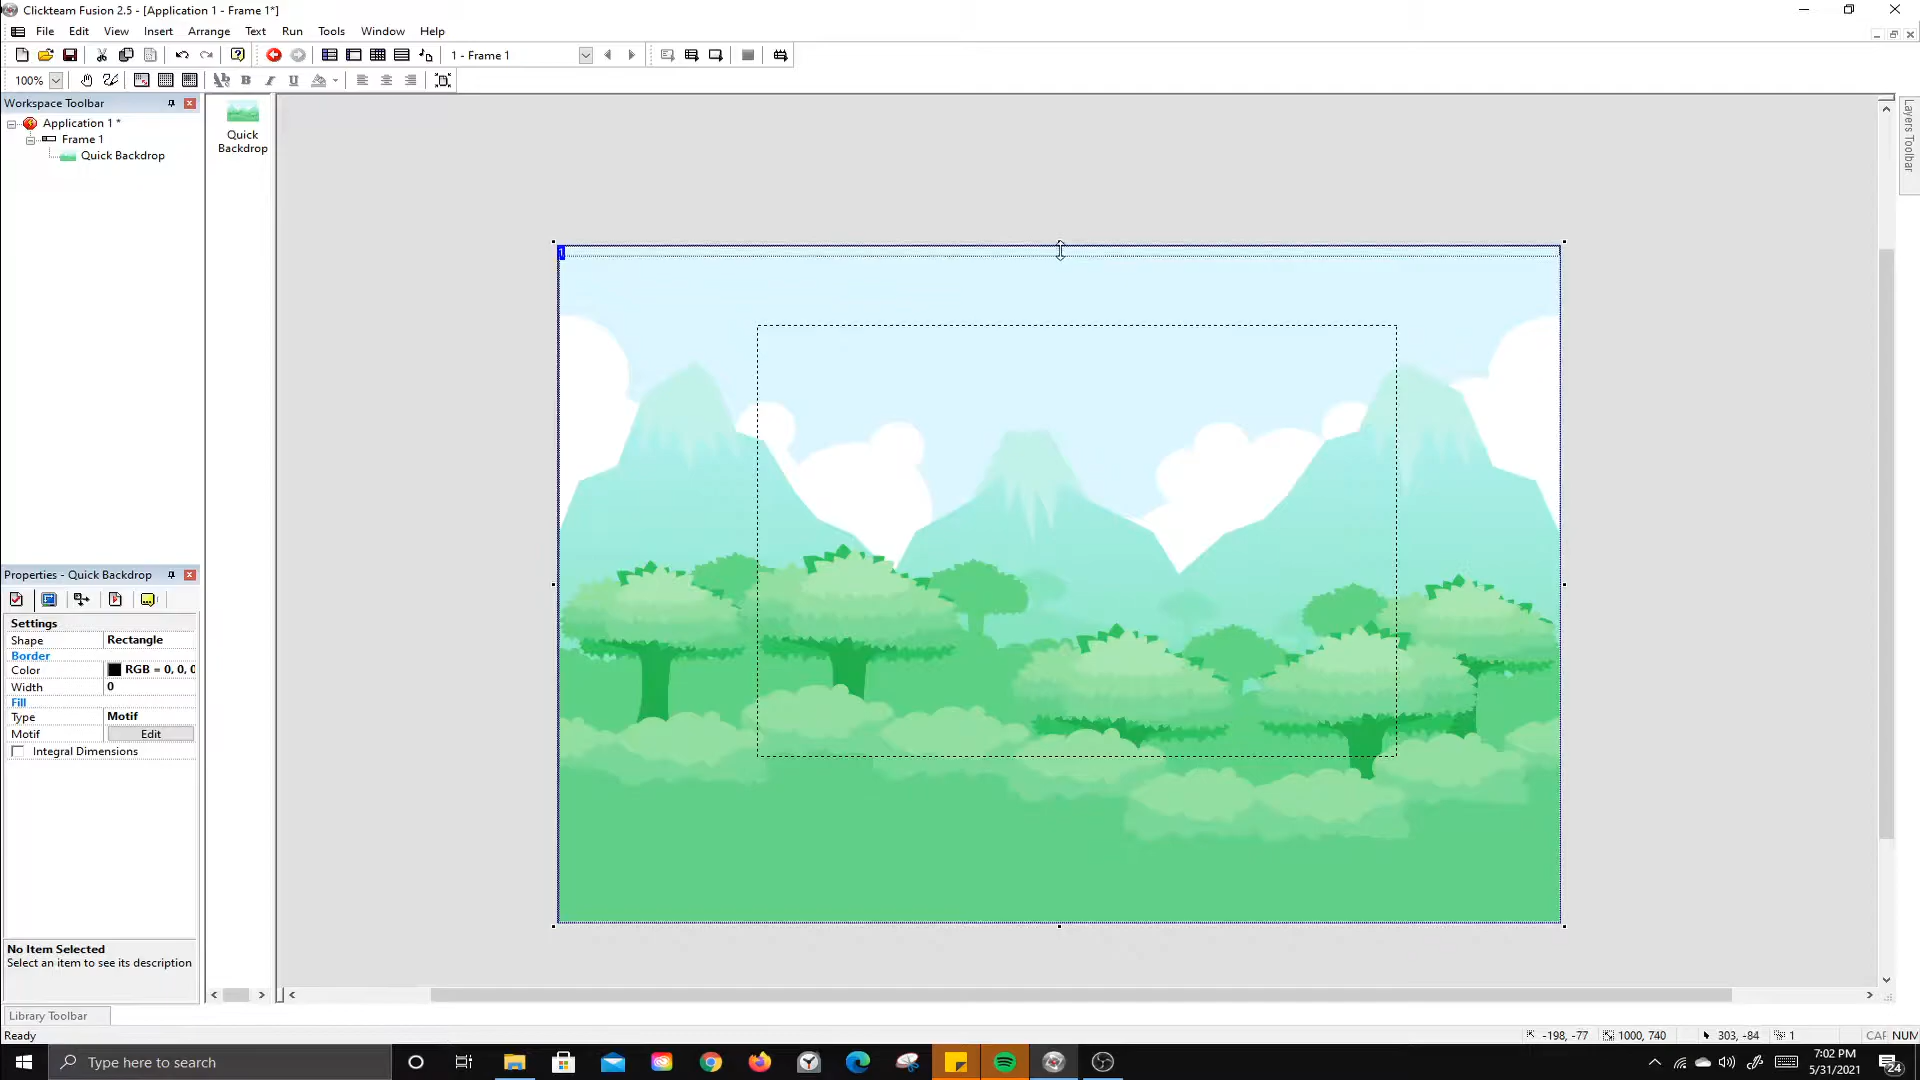 Clickteam Fusion 2.5 - [Application 1 - Frame 1*]
File Edit View Insert Arrange Text Run Tools Window Help
1 - Frame 1
100%
Workspace Toolbar
Application 1 *
Frame 1
Quick Backdrop
Quick
Backdrop
1
Layers Toolbar
Properties - Quick Backdrop
Settings
Shape Rectangle
Border
Color RGB = 0, 0, 0
Width 0
Fill
Type Motif
Motif Edit
Integral Dimensions
No Item Selected
Select an item to see its description
Library Toolbar
Ready
-198, -77 1000, 740 303, -84 1 CAP NUM
Type here to search
7:02 PM
5/31/2021
24